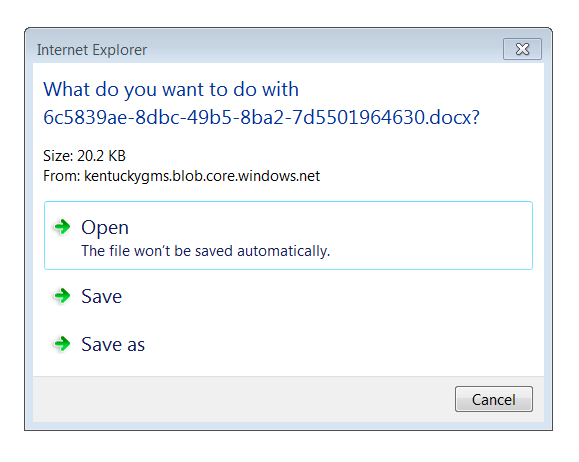 Internet Explorer
What do you want to do with
6c5839ae-8dbc-49b5-8ba2-7d5501964630.docx?
Size: 20.2 KB
From: kentuckygms.blob.core.windows.net
Open
The file won't be saved automatically.
Save
Save as
Cancel